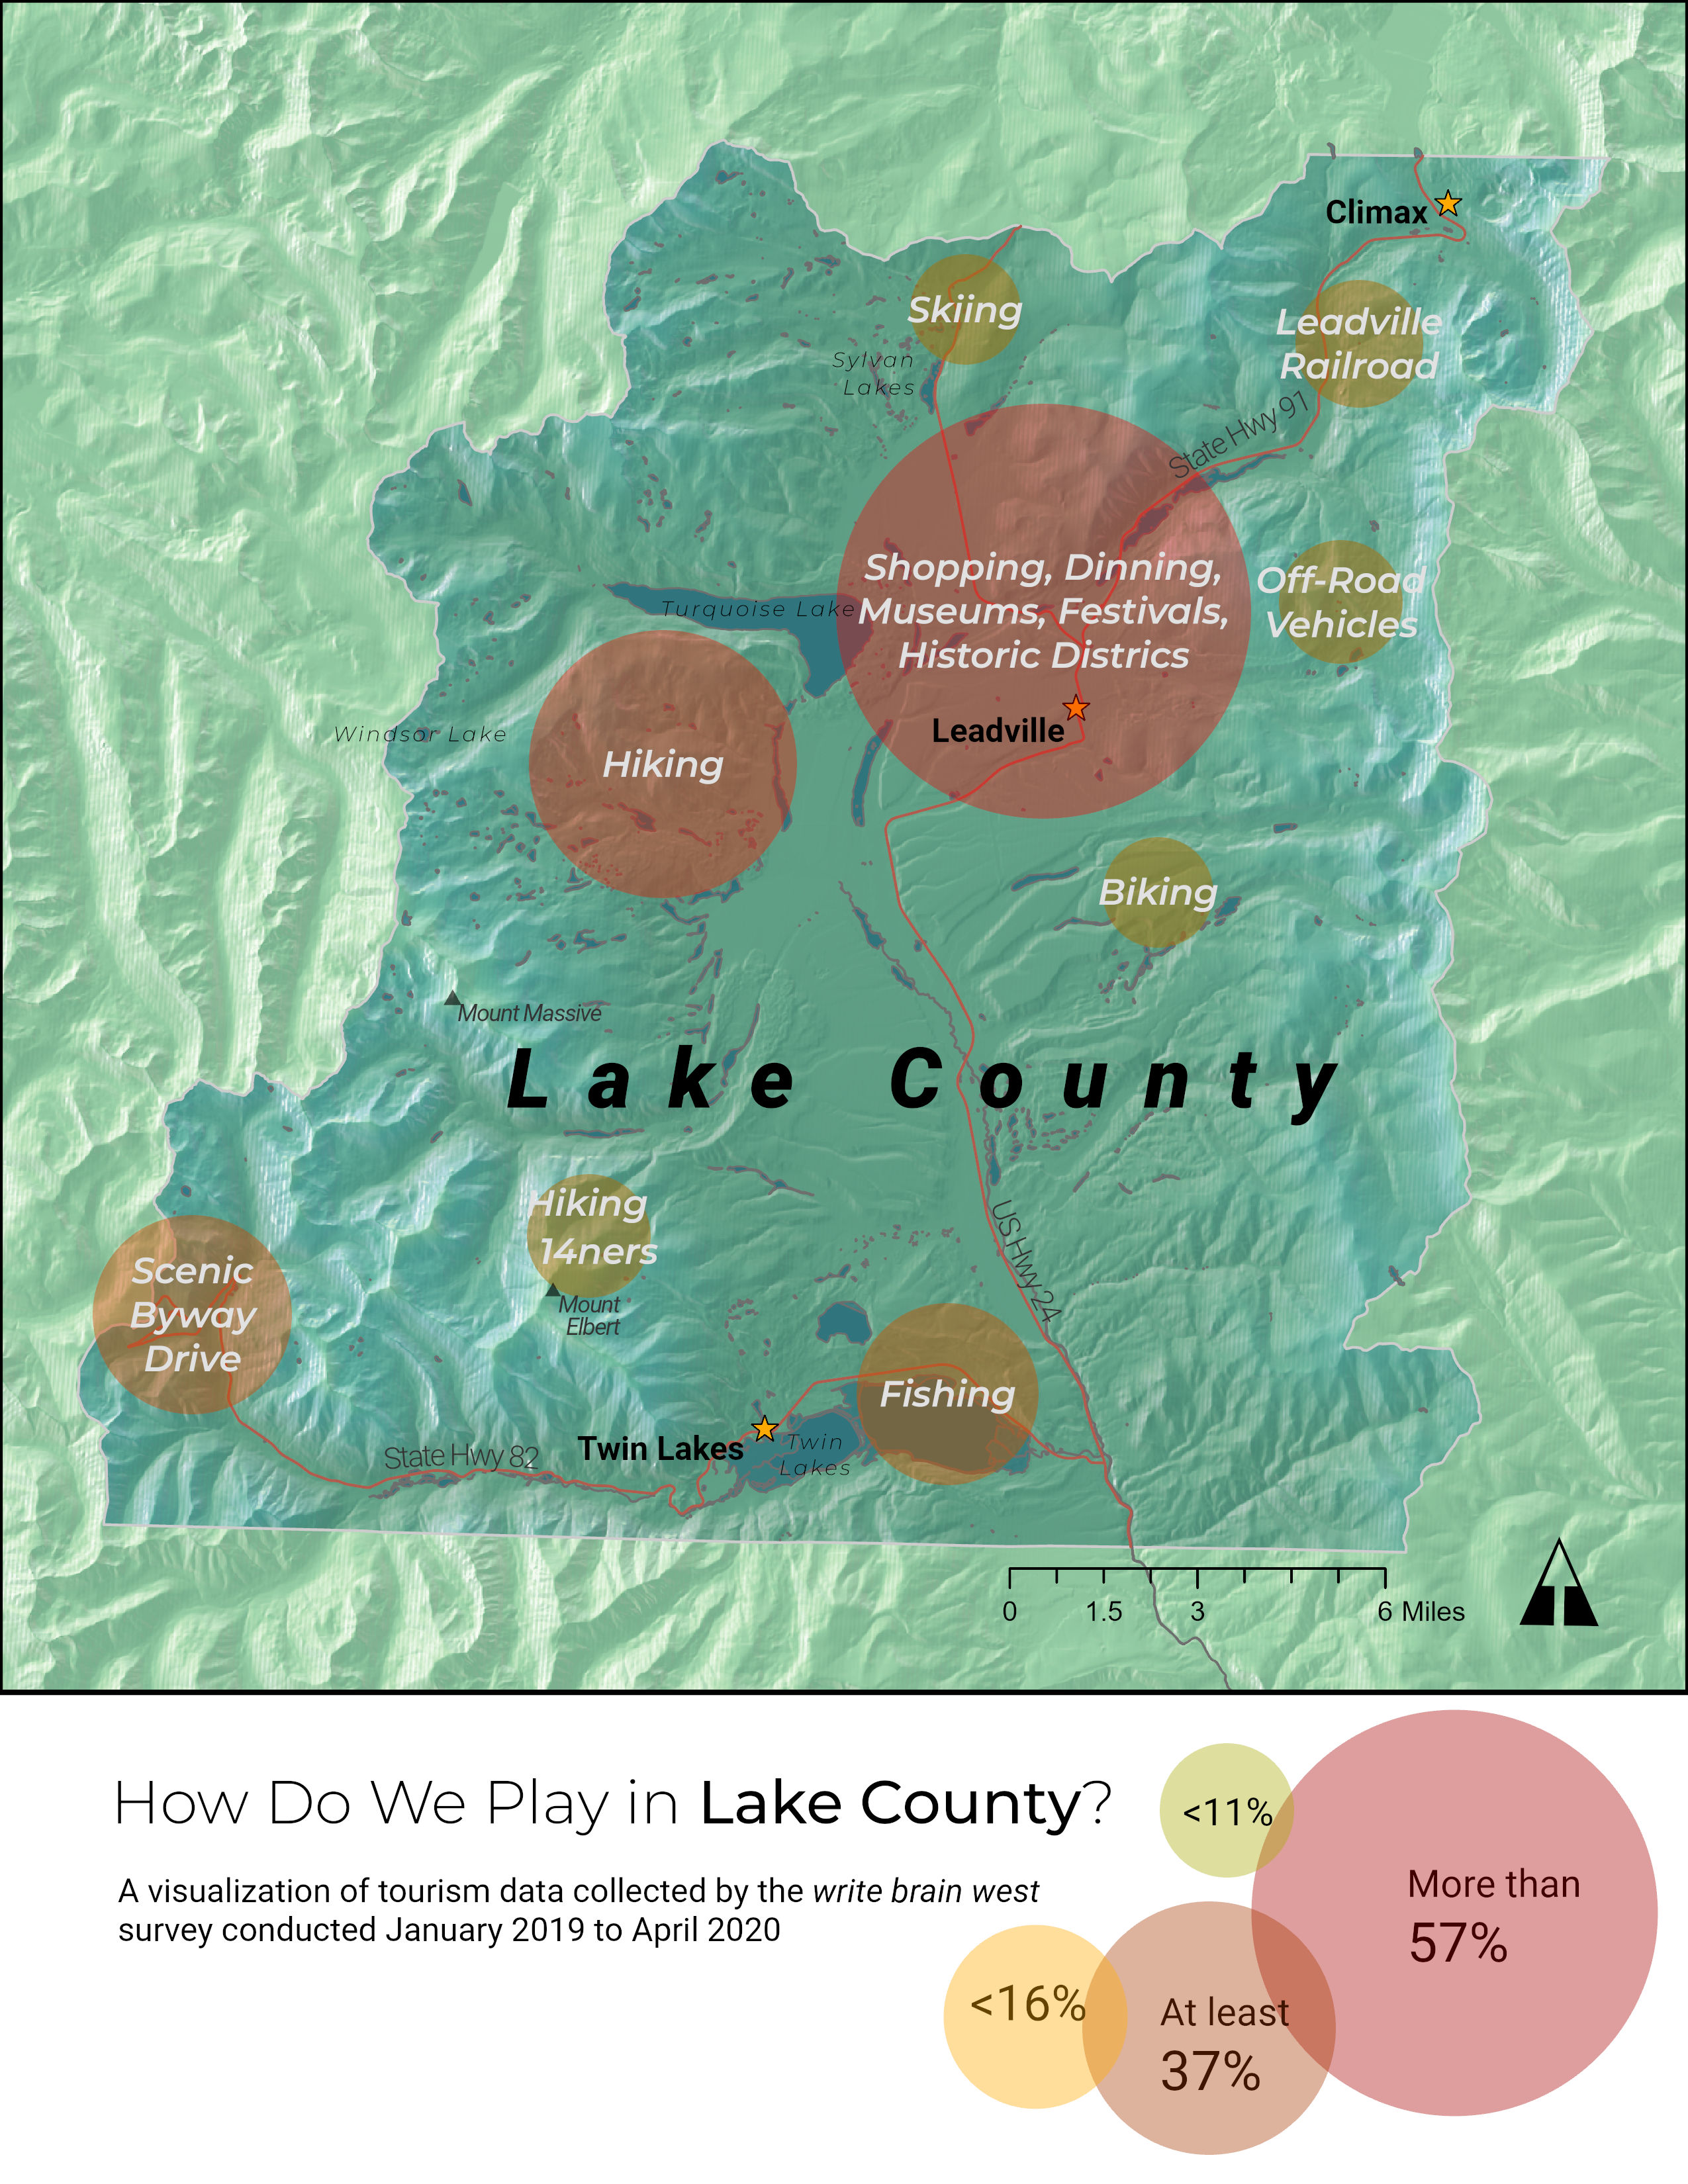 Climax
Skiing
Leadville
Railroad
Sylvan
Lakes
State Hwy 91
Shopping, Dinning,
Museums, Festivals,
Historic Districs
Off-Road
Vehicles
Turquoise Lake
Leadville
Windsor Lake
Hiking
Biking
Mount Massive
Lake County
Hiking
14ners
US Hwy 24
Scenic
Byway
Drive
Mount
Elbert
Fishing
State Hwy 82
Twin Lakes
Twin
Lakes
0 1.5 3 6 Miles
How Do We Play in Lake County?
A visualization of tourism data collected by the write brain west
survey conducted January 2019 to April 2020
<11%
More than
57%
<16%
At least
37%